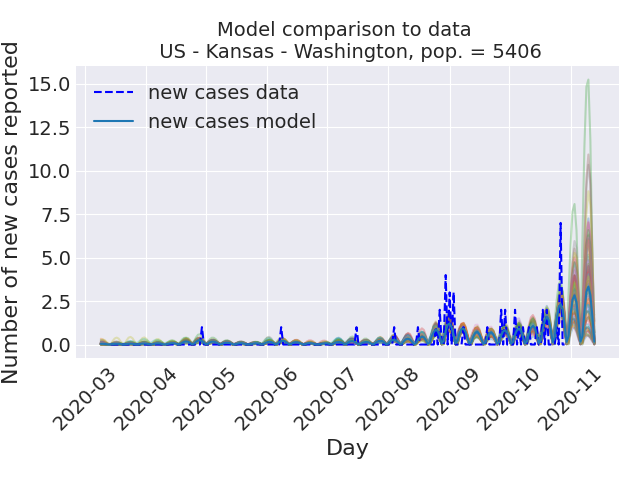 Model comparison to data
US - Kansas - Washington, pop. = 5406
Number of new cases reported
15.0
12.5
10.0
7.5
5.0
2.5
0.0
new cases data
new cases model
2020-03
2020-04
2020-05
2020-06
2020-07
2020-08
2020-09
2020-10
2020-11
Day